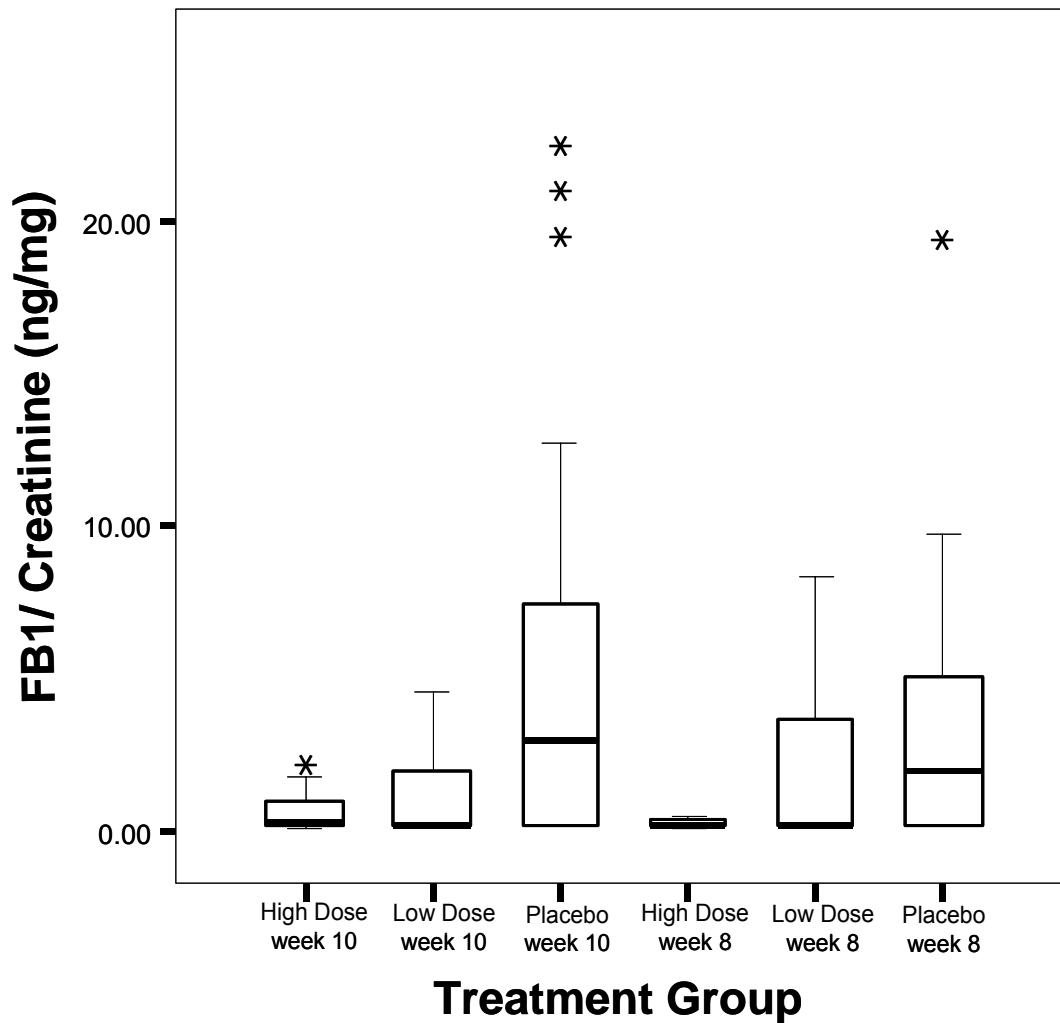 FB1/ Creatinine (ng/mg)
20.00
10.00
0.00
High Dose
week 10
Low Dose
week 10
Placebo
week 10
High Dose
week 8
Low Dose
week 8
Placebo
week 8
Treatment Group